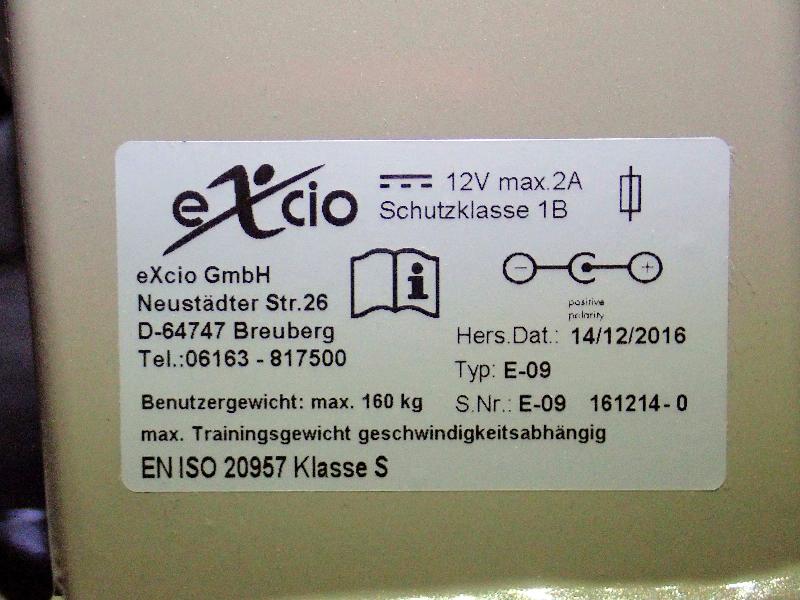 eXcio
12V max.2A
Schutzklasse 1B
eXcio GmbH
Neustädter Str.26
D-64747 Breuberg
Tel.:06163 - 817500
positive
polarity
Hers.Dat.: 14/12/2016
Typ: E-09
Benutzergewicht: max. 160 kg
S.Nr.: E-09 161214-0
max. Trainingsgewicht geschwindigkeitsabhängig
EN ISO 20957 Klasse S